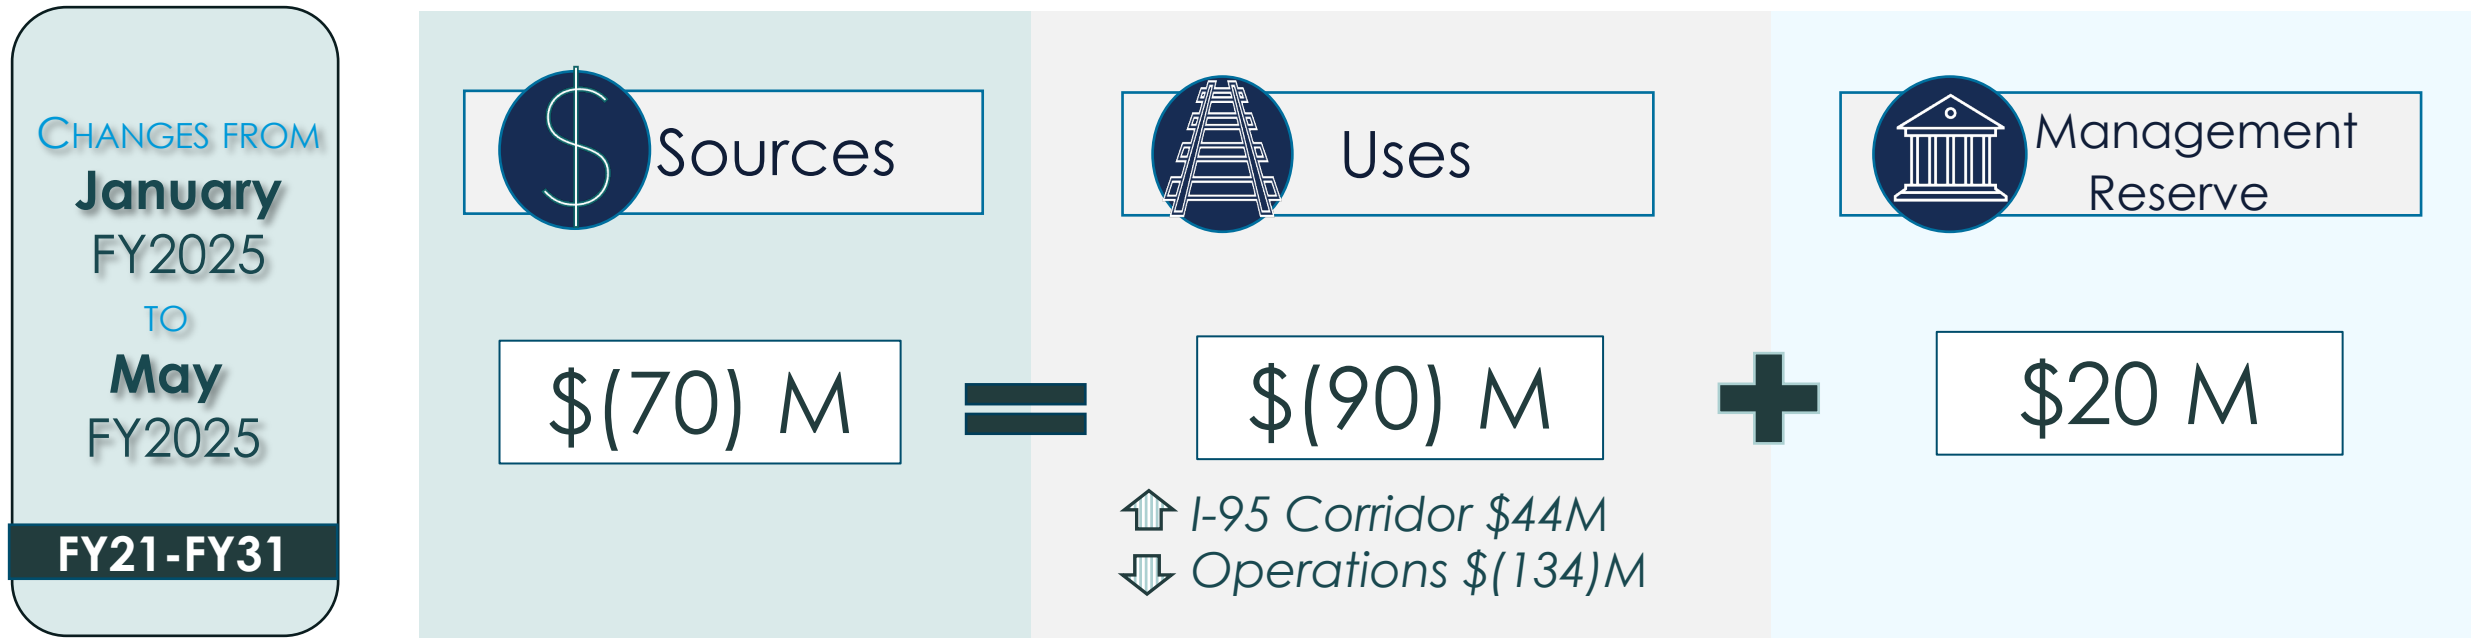 CHANGES FROM
January
FY2025
TO
May
FY2025
FY21-FY31
Sources
$(70) M
Uses
$(90) M
I-95 Corridor $44M
Operations $(134)M
Management
Reserve
$20 M